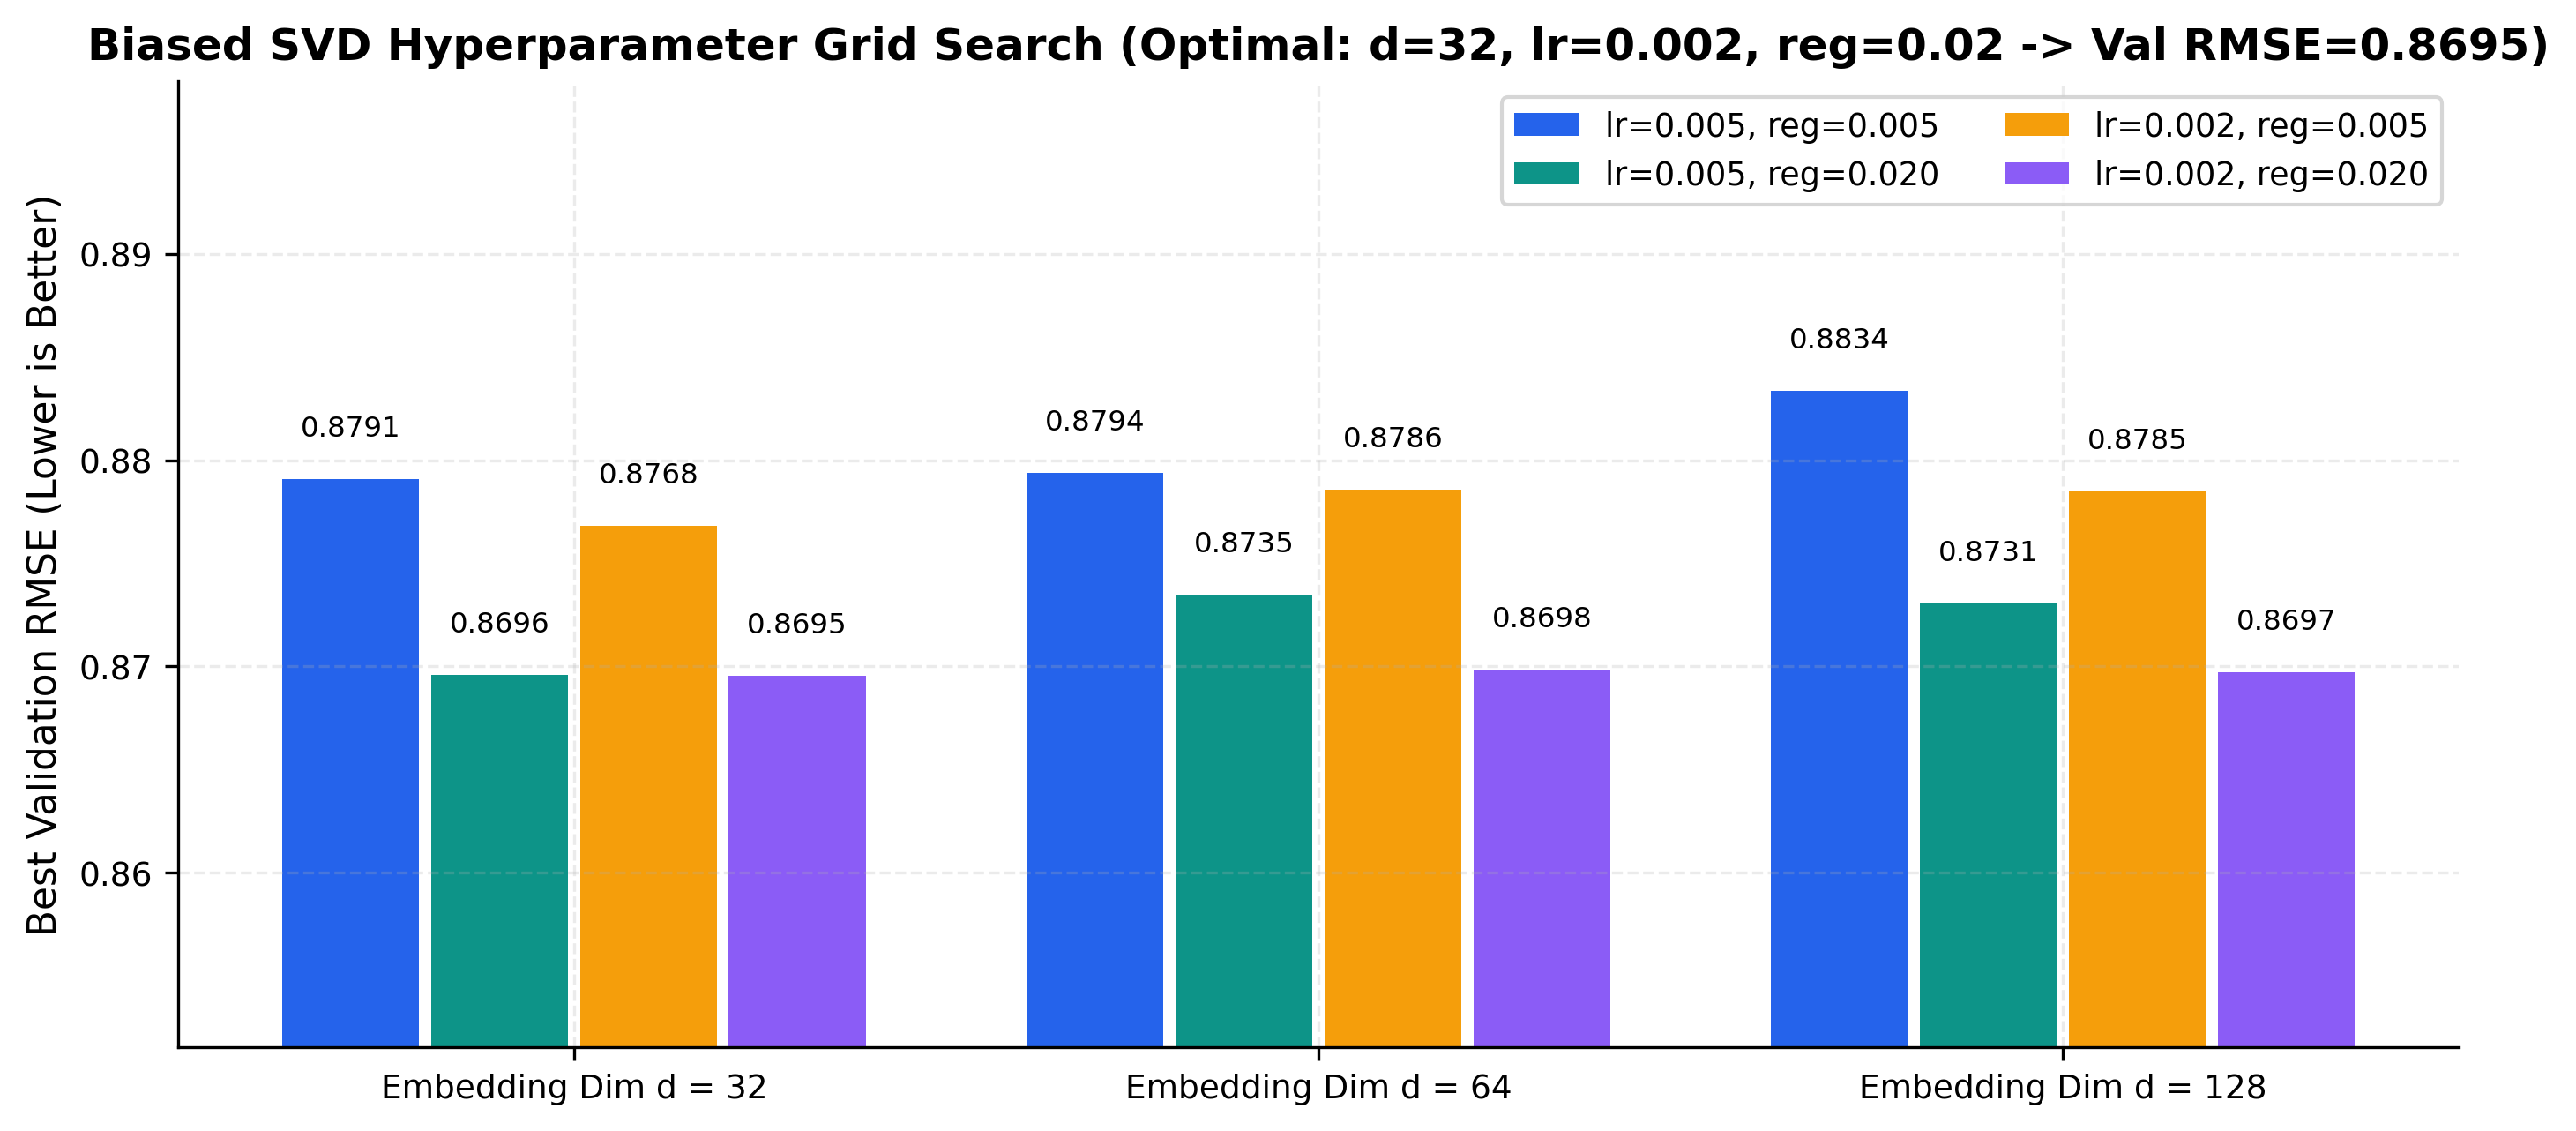 Biased SVD Hyperparameter Grid Search (Optimal: d=32, lr=0.002, reg=0.02 -> Val RMSE=0.8695)
lr=0.005, reg=0.005
lr=0.005, reg=0.020
lr=0.002, reg=0.005
lr=0.002, reg=0.020
Best Validation RMSE (Lower is Better)
0.89
0.88
0.87
0.86
0.8791
0.8696
0.8768
0.8695
0.8794
0.8735
0.8786
0.8698
0.8834
0.8731
0.8785
0.8697
Embedding Dim d = 32
Embedding Dim d = 64
Embedding Dim d = 128